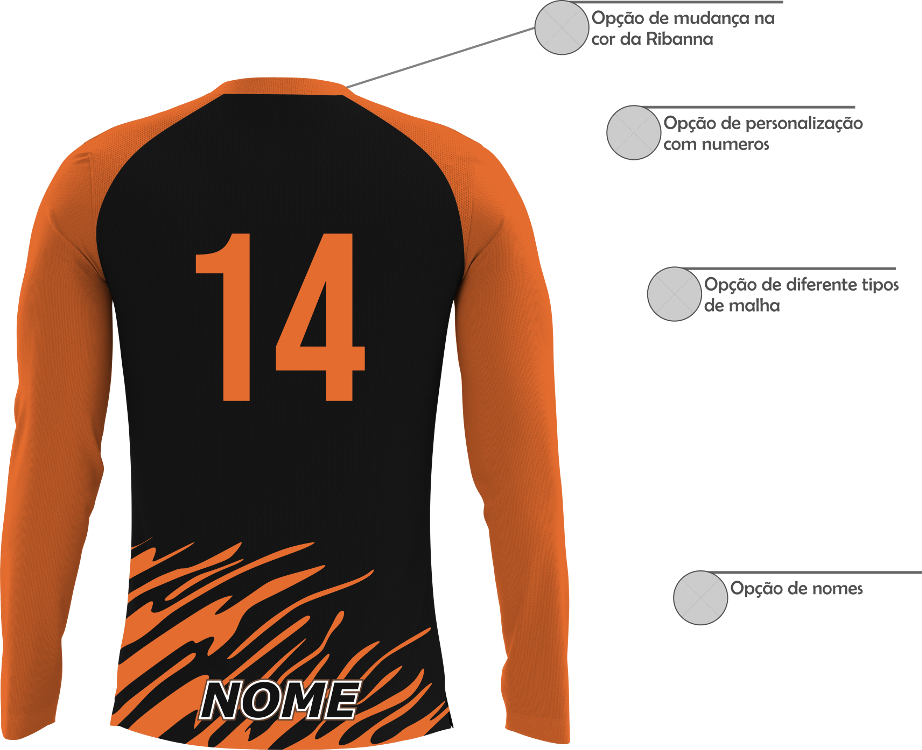 Opção de mudança na
cor da Ribanna
Opção de personalização
com numeros
14
Opção de diferente tipos
de malha
Opção de nomes
NOME